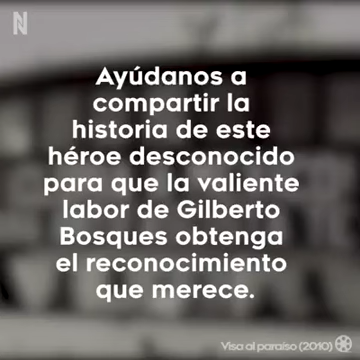 N
Ayúdanos a
compartir la
historia de este
héroe desconocido
para que la valiente
labor de Gilberto
Bosques obtenga
el reconocimiento
que merece.
Visa al paraíso (2010)